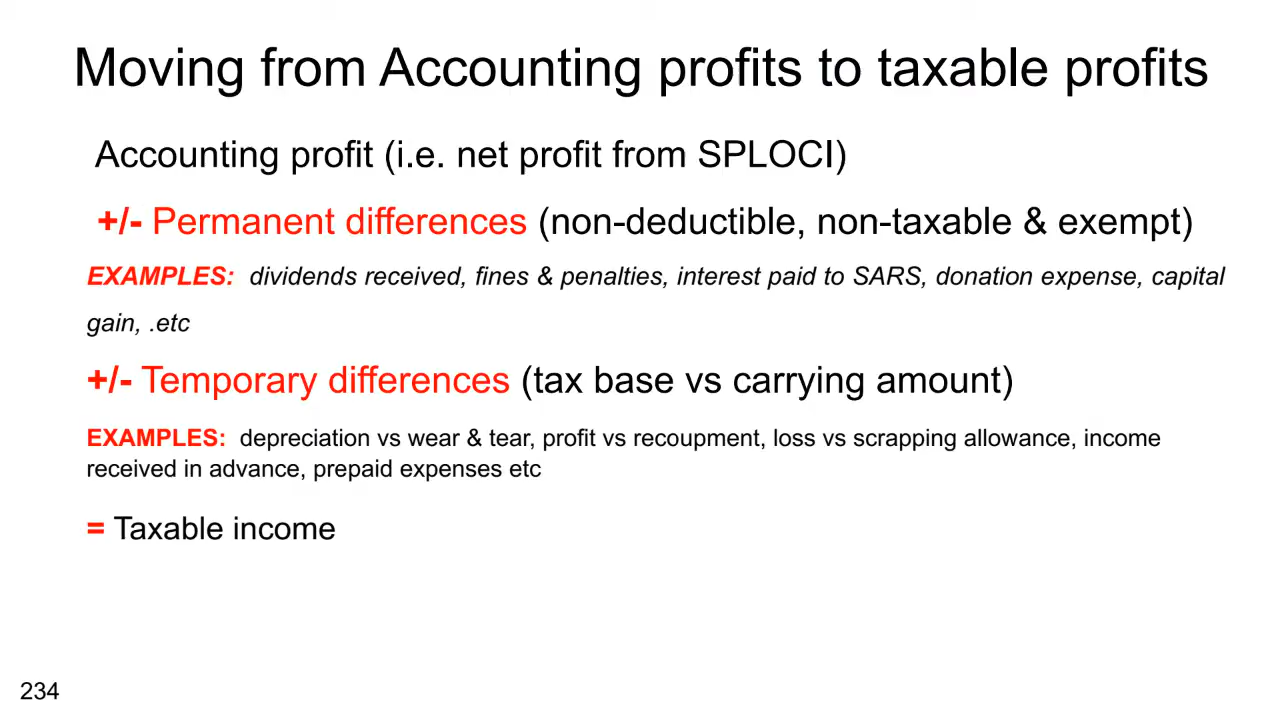 Moving from Accounting profits to taxable profits
Accounting profit (i.e. net profit from SPLOCI)
+/- Permanent differences (non-deductible, non-taxable & exempt)
EXAMPLES: dividends received, fines & penalties, interest paid to SARS, donation expense, capital
gain, .etc
+/- Temporary differences (tax base vs carrying amount)
EXAMPLES: depreciation vs wear & tear, profit vs recoupment, loss vs scrapping allowance, income
received in advance, prepaid expenses etc
= Taxable income
234